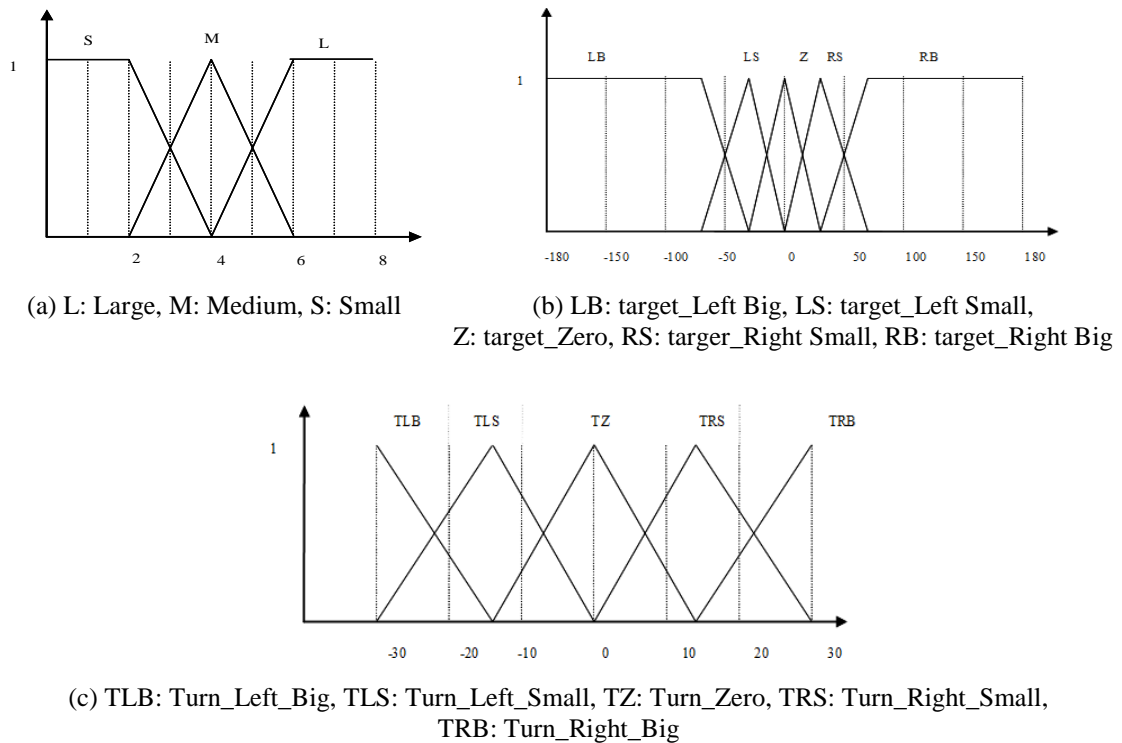 S M L
1
2 4 6 8
(a) L: Large, M: Medium, S: Small
LB LS Z RS RB
1
-180 -150 -100 -50 0 50 100 150 180
(b) LB: target_Left Big, LS: target_Left Small,
Z: target_Zero, RS: targer_Right Small, RB: target_Right Big
TLB TLS TZ TRS TRB
1
-30 -20 -10 0 10 20 30
(c) TLB: Turn_Left_Big, TLS: Turn_Left_Small, TZ: Turn_Zero, TRS: Turn_Right_Small,
TRB: Turn_Right_Big